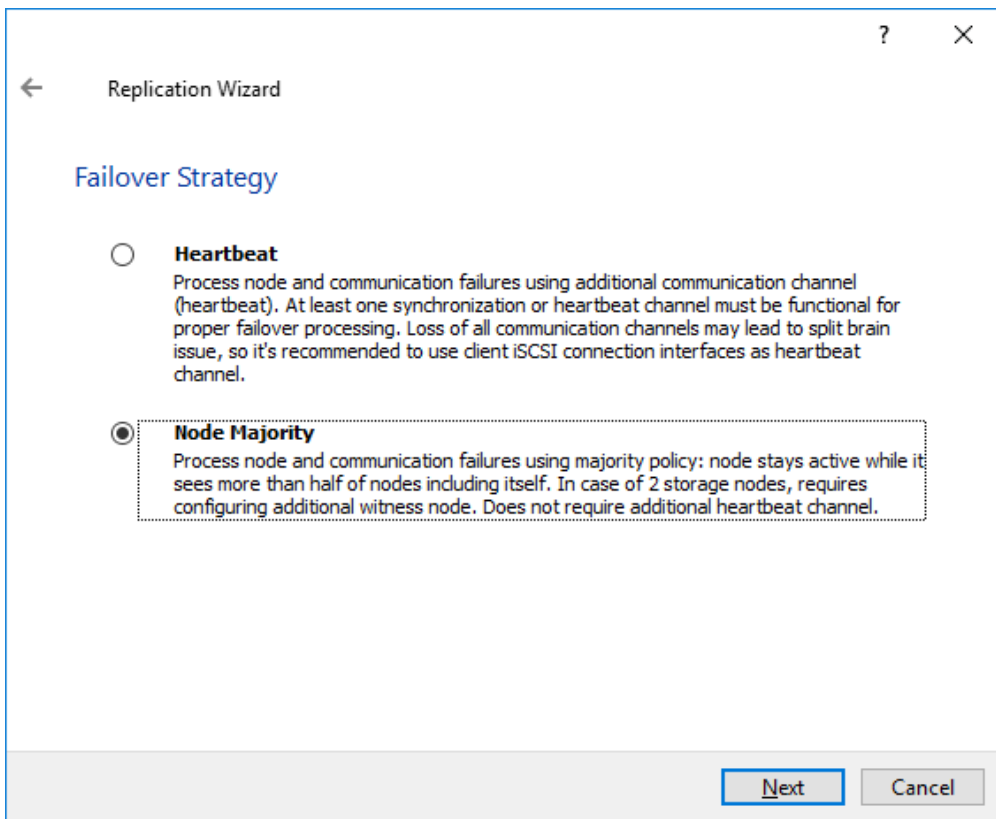 ?
Replication Wizard
Failover Strategy
Heartbeat
Process node and communication failures using additional communication channel
(heartbeat). At least one synchronization or heartbeat channel must be functional for
proper failover processing. Loss of all communication channels may lead to split brain
issue, so it's recommended to use client iSCSI connection interfaces as heartbeat
channel.
Node Majority
Process node and communication failures using majority policy: node stays active while it
sees more than half of nodes including itself. In case of 2 storage nodes, requires
configuring additional witness node. Does not require additional heartbeat channel.
Next Cancel